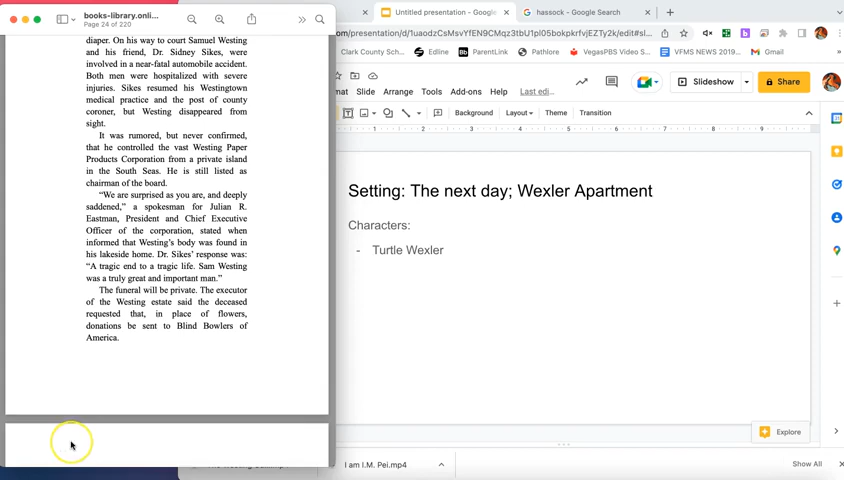 books-library.onli...
Page 24 of 220
diaper. On his way to court Samuel Westing
and his friend, Dr. Sidney Sikes, were
involved in a near-fatal automobile accident.
Both men were hospitalized with severe
injuries. Sikes resumed his Westingtown
medical practice and the post of county
coroner, but Westing disappeared from
sight.
It was rumored, but never confirmed,
that he controlled the vast Westing Paper
Products Corporation from a private island
in the South Seas. He is still listed as
chairman of the board.
“We are surprised as you are, and deeply
saddened,” a spokesman for Julian R.
Eastman, President and Chief Executive
Officer of the corporation, stated when
informed that Westing’s body was found in
his lakeside home. Dr. Sikes’ response was:
“A tragic end to a tragic life. Sam Westing
was a truly great and important man.”
The funeral will be private. The executor
of the Westing estate said the deceased
requested that, in place of flowers,
donations be sent to Blind Bowlers of
America.
Untitled presentation - Google
hassock - Google Search
om/presentation/d/1uaodzCsMsvYfEN9CMqz3tbU1pl05bokpkrfvjEZTy2k/edit#sl...
Clark County Sch...
Edline
Bb ParentLink
Pathlore
VegasPBS Video S...
VFMS NEWS 2019...
Gmail
mat Slide Arrange Tools Add-ons Help Last edi...
Slideshow
Share
Background Layout Theme Transition
1 2 3 4 5 6 7 8 9
Setting: The next day; Wexler Apartment
Characters:
- Turtle Wexler
Explore
I am I.M. Pei.mp4
Show All